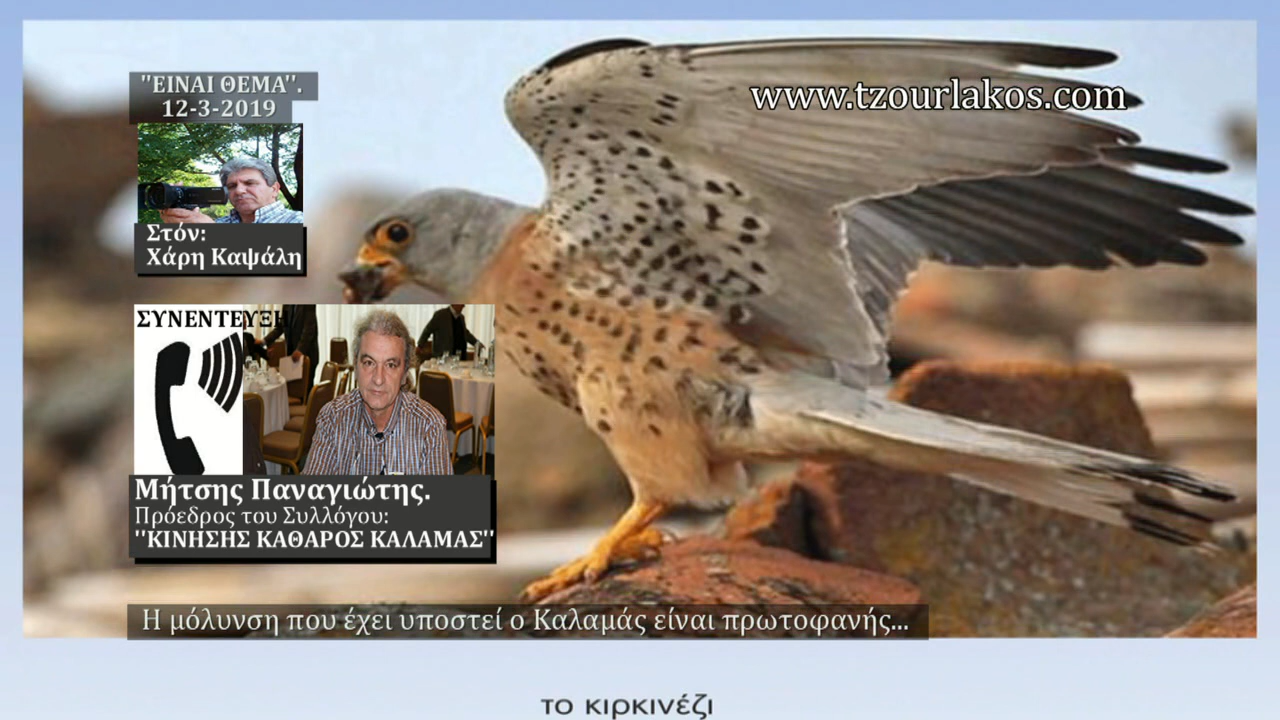 "ΕΙΝΑΙ ΘΕΜΑ".
12-3-2019
www.tzourlakos.com
Στόν:
Χάρη Καψάλη
ΣΥΝΕΝΤΕΥΞΗ
Μήτσης Παναγιώτης.
Πρόεδρος του Συλλόγου:
''ΚΙΝΗΣΗΣ ΚΑΘΑΡΟΣ ΚΑΛΑΜΑΣ''
Η μόλυνση που έχει υποστεί ο Καλαμάς είναι πρωτοφανής...
το κιρκινέζι